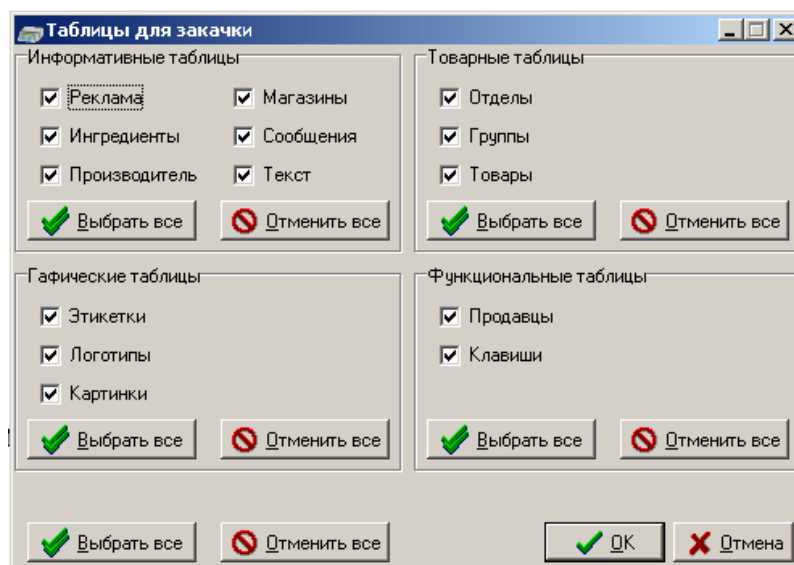 Таблицы для закачки
Информативные таблицы
Реклама
Магазины
Ингредиенты
Сообщения
Производитель
Текст
Выбрать все
Отменить все
Товарные таблицы
Отделы
Группы
Товары
Выбрать все
Отменить все
Гафические таблицы
Этикетки
Логотипы
Картинки
Выбрать все
Отменить все
Функциональные таблицы
Продавцы
Клавиши
Выбрать все
Отменить все
Выбрать все
Отменить все
OK
Отмена